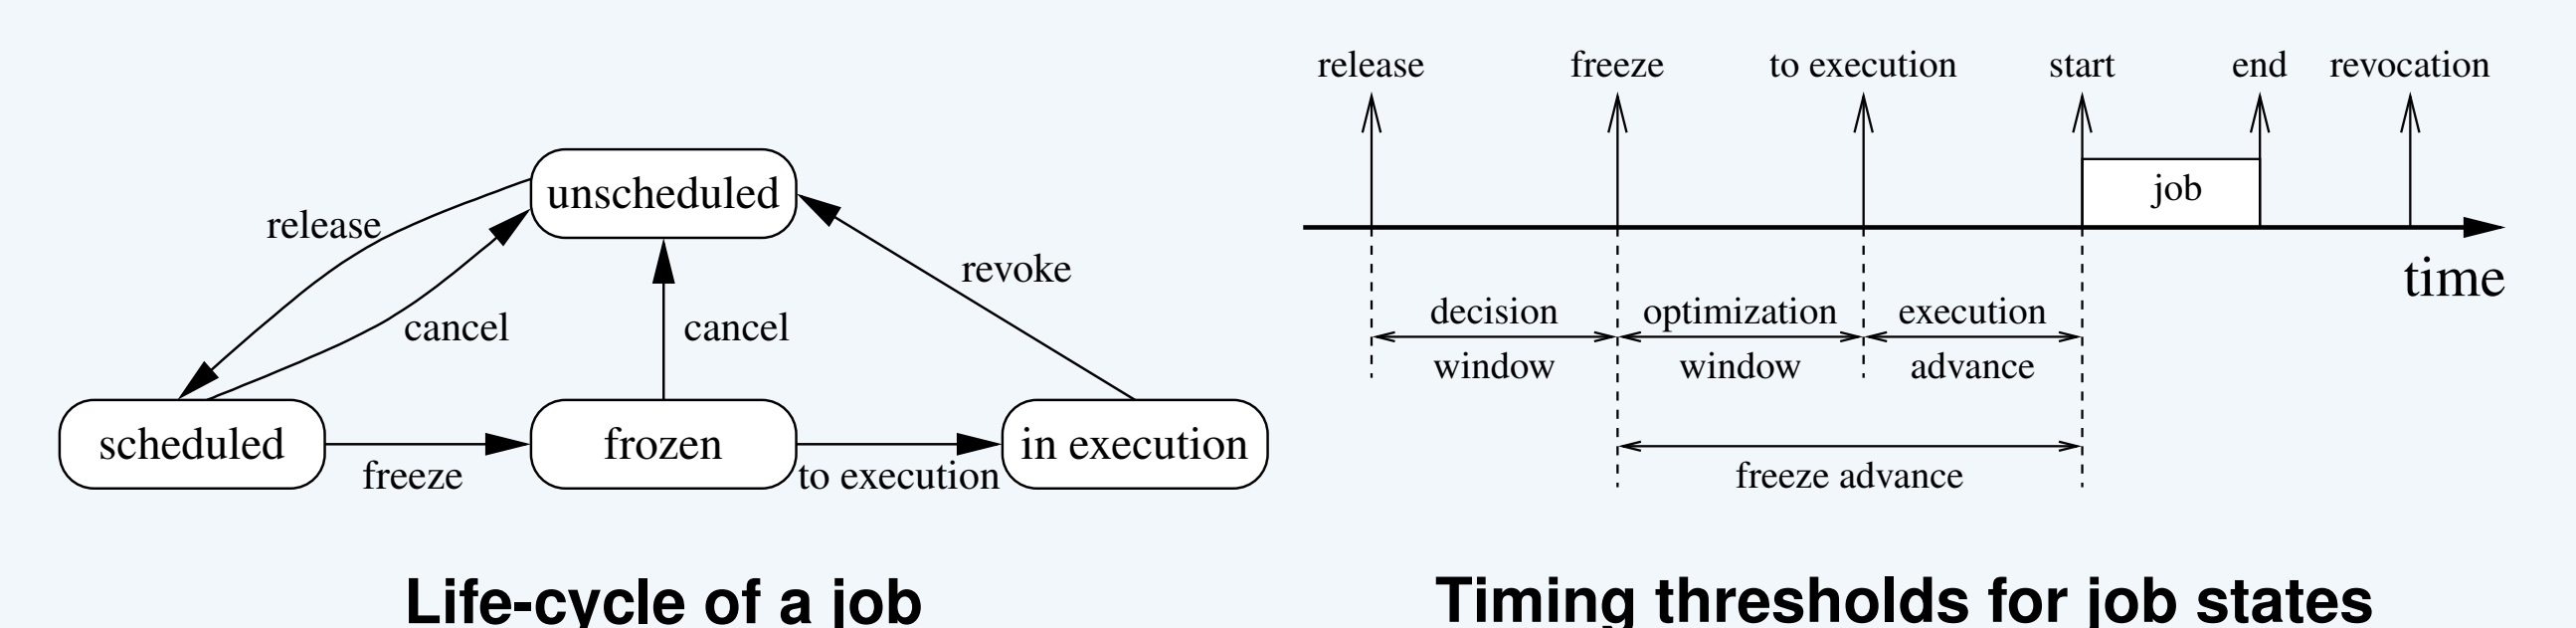 unscheduled
release
cancel
cancel
revoke
scheduled
freeze
frozen
to execution
in execution
Life-cycle of a job
release
freeze
to execution
start
end
revocation
job
time
decision
window
optimization
window
execution
advance
freeze advance
Timing thresholds for job states